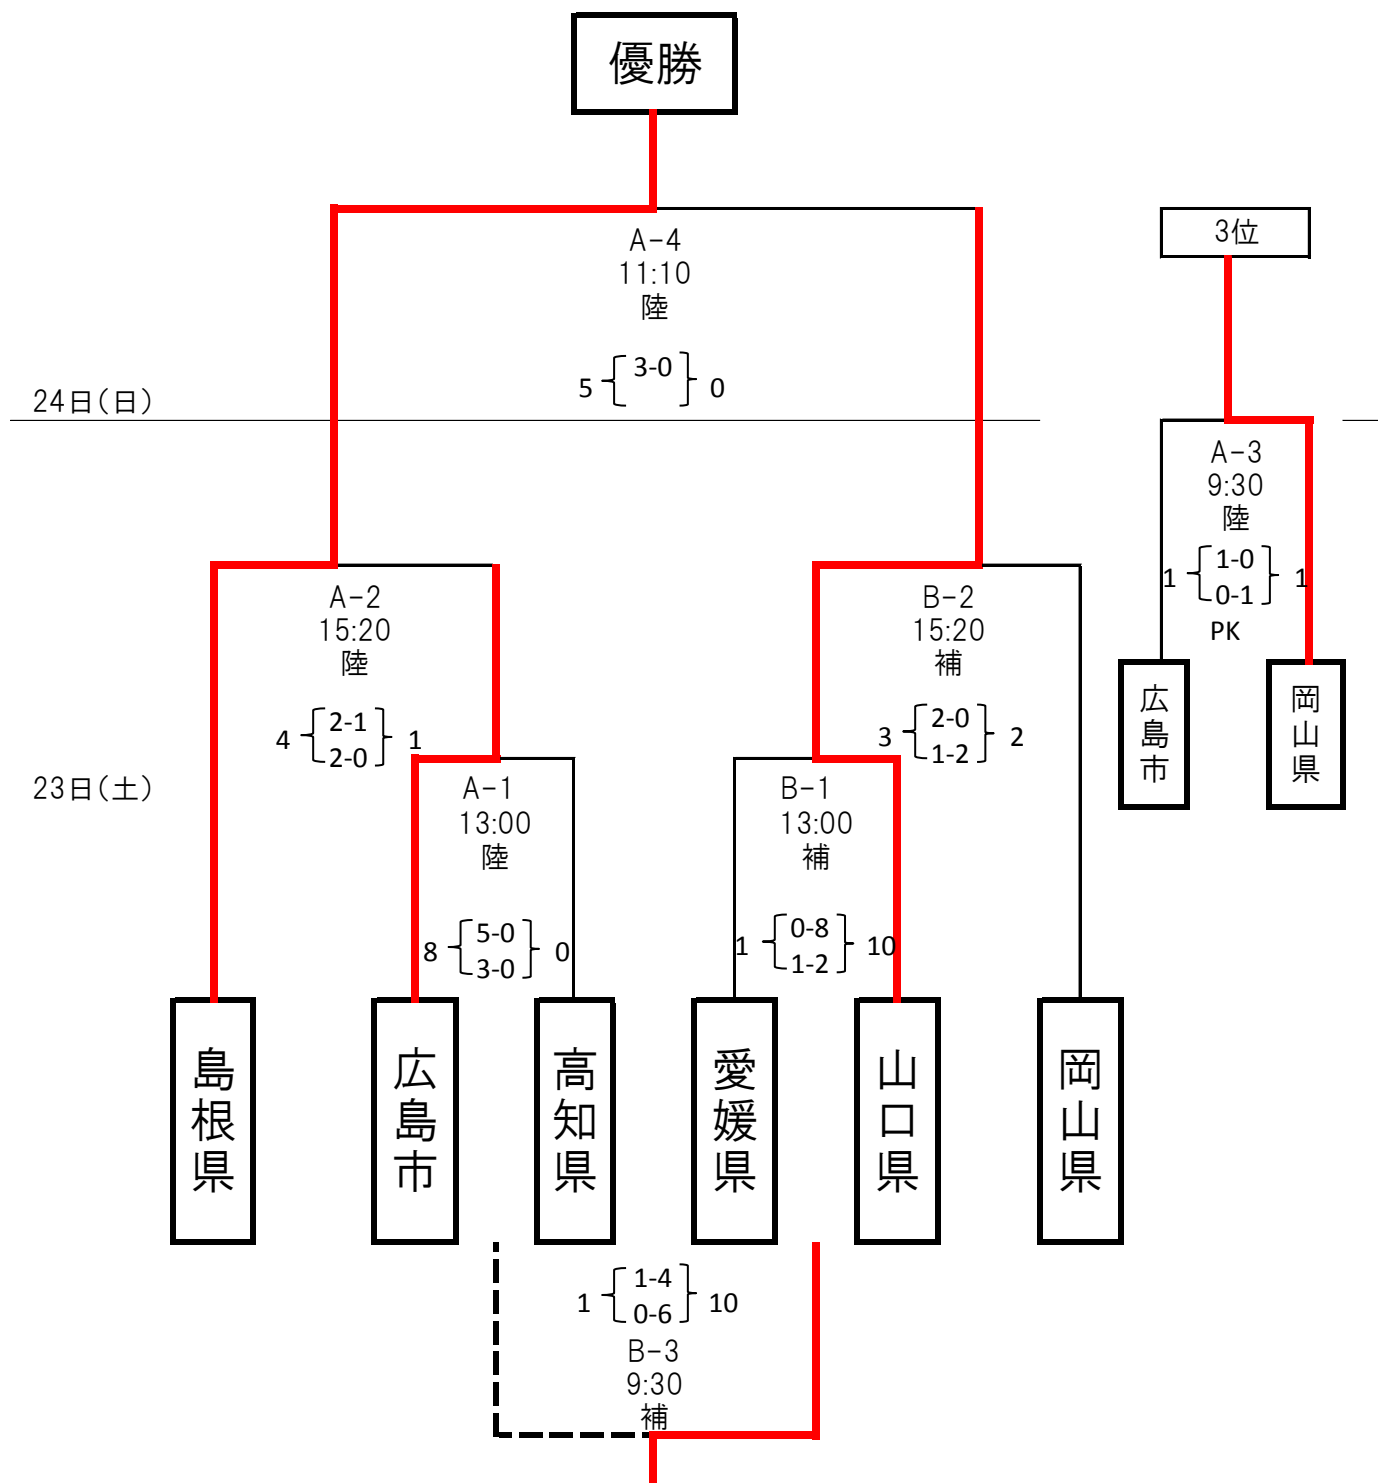 優勝
A-4
11:10
陸
5 3-0 0
3位
24日(日)
A-3
9:30
陸
1 1-0 1
0-1
PK
広島市
岡山県
A-2
15:20
陸
4 2-1 1
2-0
B-2
15:20
補
3 2-0 2
1-2
23日(土)
A-1
13:00
陸
8 5-0 0
3-0
B-1
13:00
補
1 0-8 10
1-2
島根県
広島市
高知県
愛媛県
山口県
岡山県
1 1-4 10
0-6
B-3
9:30
補